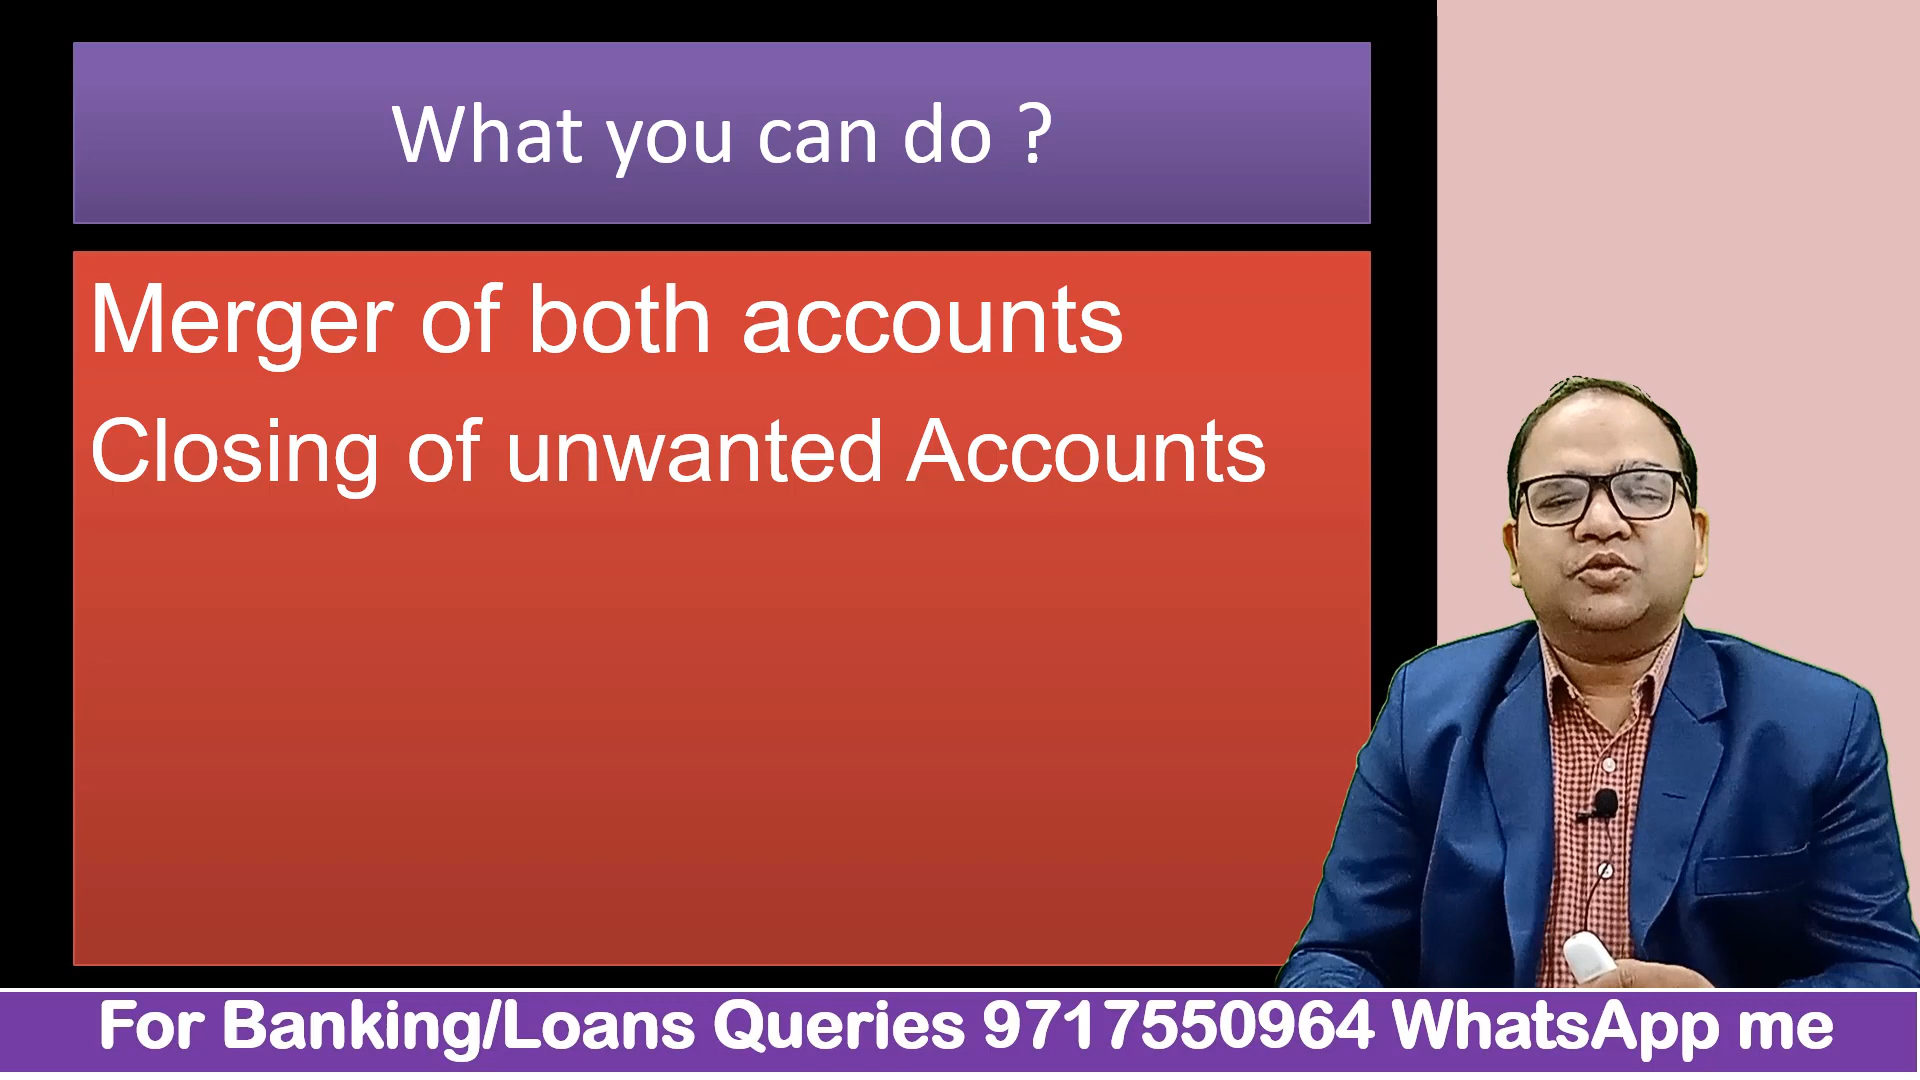 What you can do ?
Merger of both accounts
Closing of unwanted Accounts
For Banking/Loans Queries 9717550964 WhatsApp me